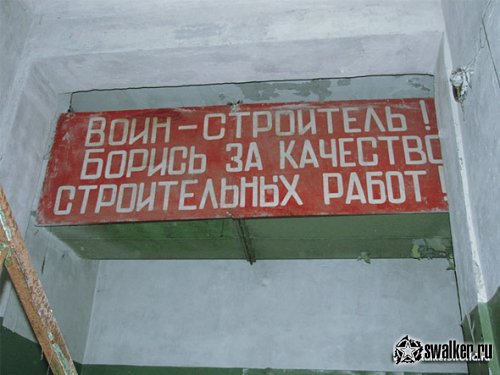 Воин - строитель!
Борись за качество
строительных работ!
swalker.ru